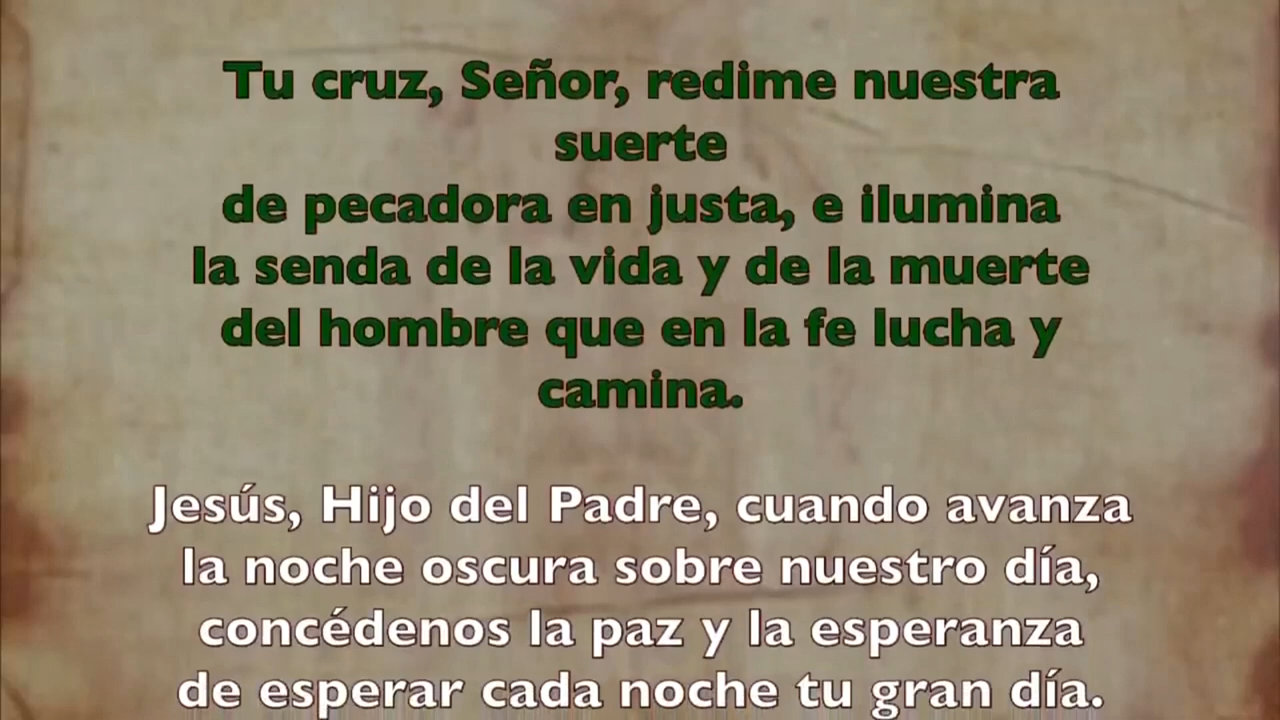 Tu cruz, Señor, redime nuestra
suerte
de pecadora en justa, e ilumina
la senda de la vida y de la muerte
del hombre que en la fe lucha y
camina.
Jesús, Hijo del Padre, cuando avanza
la noche oscura sobre nuestro día,
concédenos la paz y la esperanza
de esperar cada noche tu gran día.